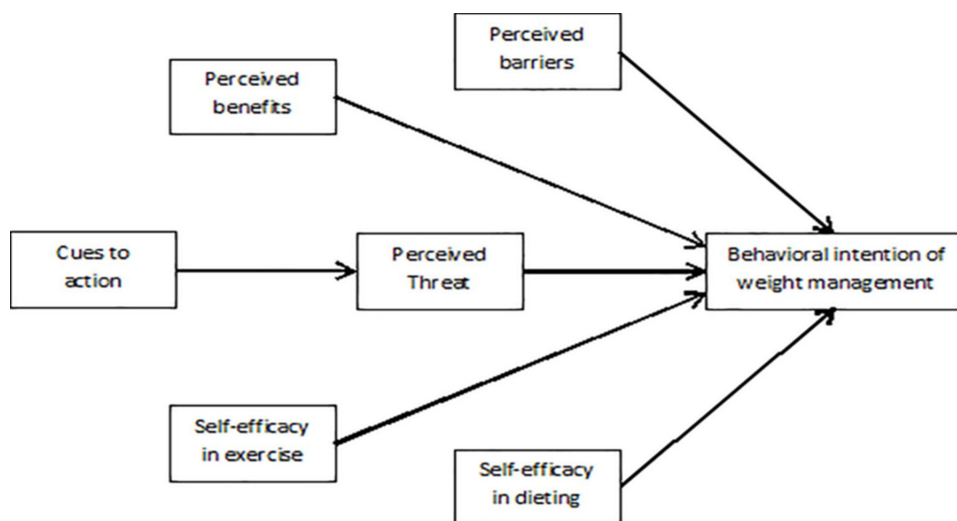 Perceived
barriers
Perceived
benefits
Cues to
action
Perceived
Threat
Behavioral intention of
weight management
Self-efficacy
in exercise
Self-efficacy
in dieting